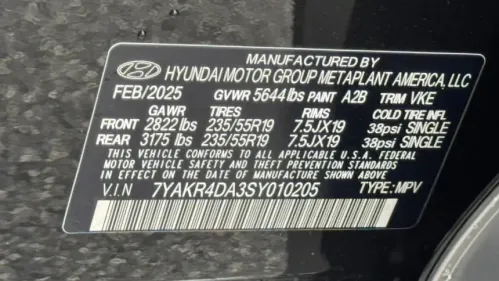 MANUFACTURED BY
HYUNDAI MOTOR GROUP METAPLANT AMERICA, LLC
FEB/2025 GVWR 5644 lbs PAINT A2B TRIM VKE
GAWR TIRES RIMS COLD TIRE INFL
FRONT 2822 lbs 235/55R19 7.5JX19 38psi SINGLE
REAR 3175 lbs 235/55R19 7.5JX19 38psi SINGLE
THIS VEHICLE CONFORMS TO ALL APPLICABLE U.S.A. FEDERAL
MOTOR VEHICLE SAFETY AND THEFT PREVENTION STANDARDS
IN EFFECT ON THE DATE OF MANUFACTURE SHOWN ABOVE.
V.I.N 7YAKR4DA3SY010205 TYPE: MPV